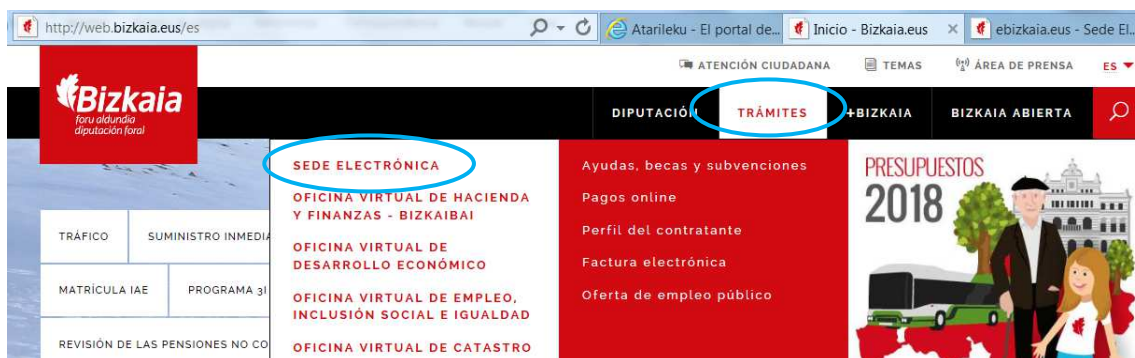 http://web.bizkaia.eus/es
Atarileku - El portal de...
Inicio - Bizkaia.eus
ebizkaia.eus - Sede El...
ATENCIÓN CIUDADANA
TEMAS
ÁREA DE PRENSA
ES
Bizkaia
foru aldundia
diputación foral
DIPUTACIÓN
TRÁMITES
+BIZKAIA
BIZKAIA ABIERTA
SEDE ELECTRÓNICA
OFICINA VIRTUAL DE HACIENDA
Y FINANZAS - BIZKAIBAI
OFICINA VIRTUAL DE
DESARROLLO ECONÓMICO
OFICINA VIRTUAL DE EMPLEO,
INCLUSIÓN SOCIAL E IGUALDAD
OFICINA VIRTUAL DE CATASTRO
Ayudas, becas y subvenciones
Pagos online
Perfil del contratante
Factura electrónica
Oferta de empleo público
PRESUPUESTOS
2018
TRÁFICO
SUMINISTRO INMEDIA
MATRÍCULA IAE
PROGRAMA 3I
REVISIÓN DE LAS PENSIONES NO CO